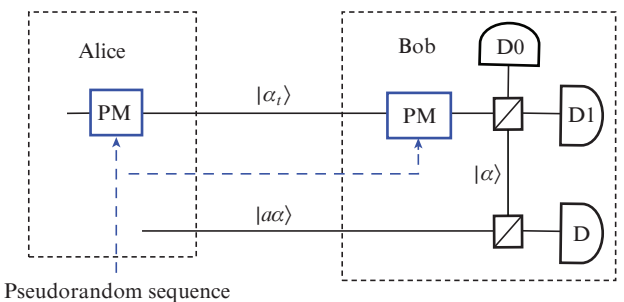 Alice
Bob
D0
PM
|α_t⟩
PM
D1
|α⟩
|aα⟩
D
Pseudorandom sequence